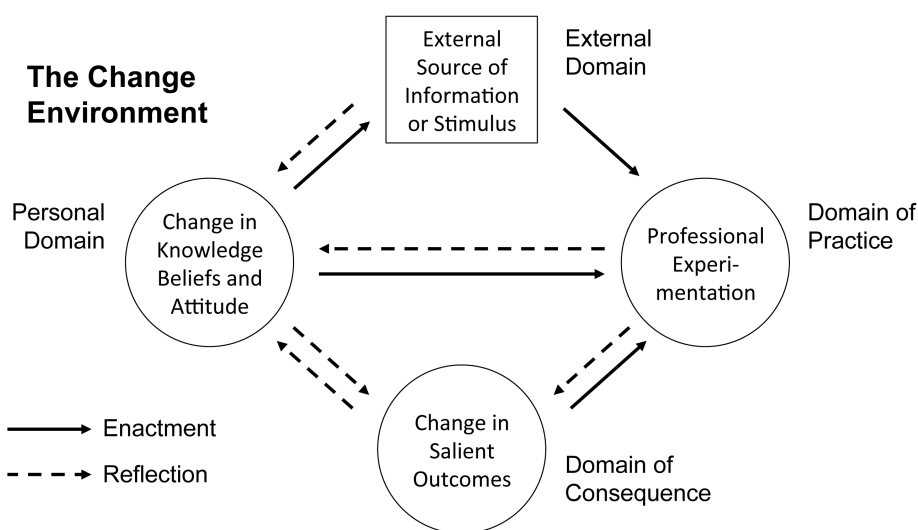 The Change
Environment
External
Source of
Information
or Stimulus
External
Domain
Personal
Domain
Change in
Knowledge
Beliefs and
Attitude
Professional
Experi-
mentation
Domain of
Practice
Change in
Salient
Outcomes
Domain of
Consequence
Enactment
Reflection